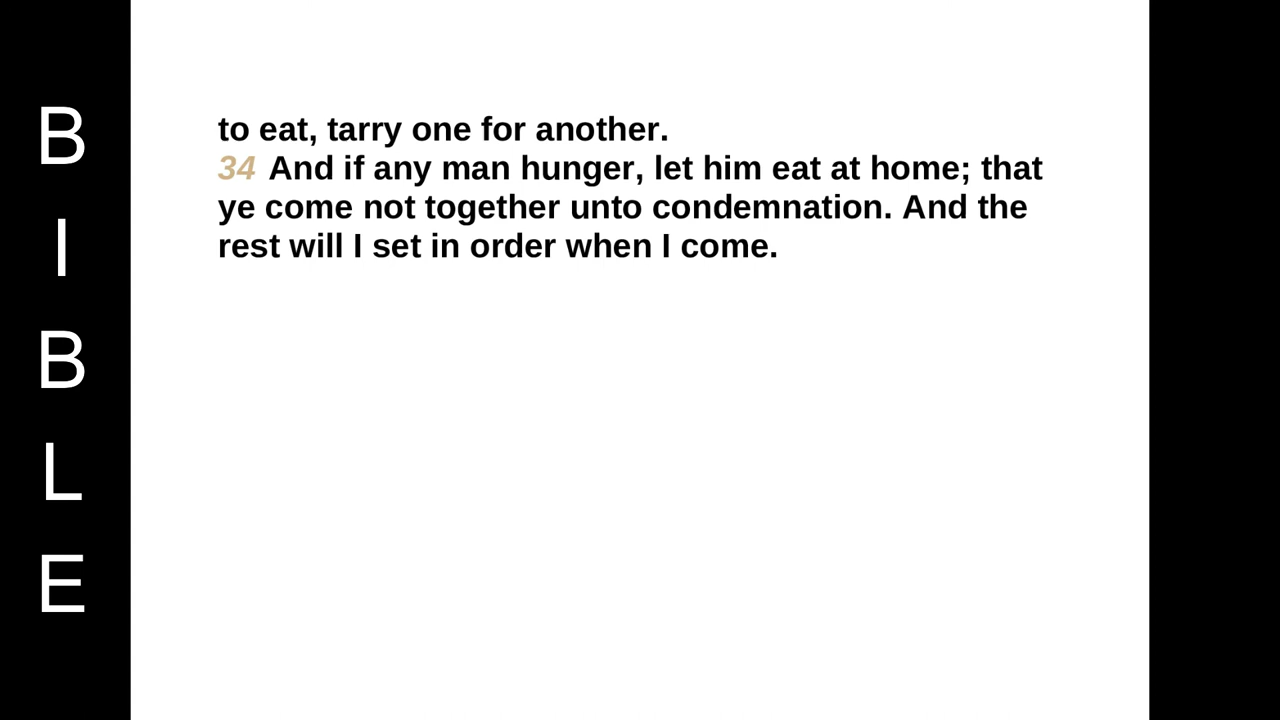 B
I
B
L
E
to eat, tarry one for another.
34 And if any man hunger, let him eat at home; that
ye come not together unto condemnation. And the
rest will I set in order when I come.